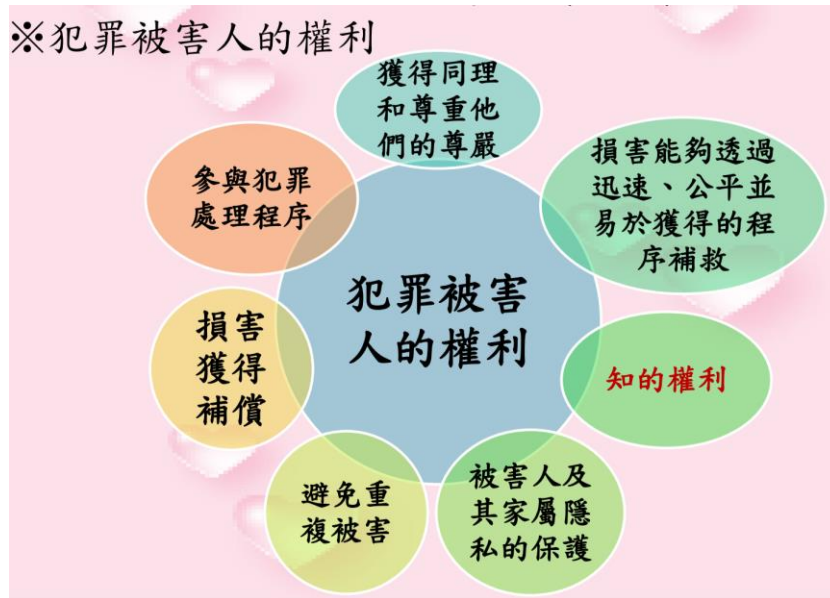 ※犯罪被害人的權利
獲得同理
和尊重他
們的尊嚴
損害能夠透過
迅速、公平並
易於獲得的程
序補救
知的權利
被害人及
其家屬隱
私的保護
避免重
複被害
損害
獲得
補償
參與犯罪
處理程序
犯罪被害
人的權利